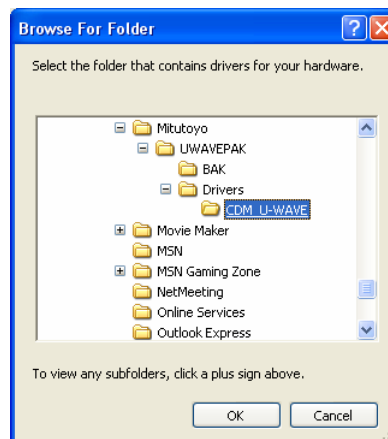 Browse For Folder
Select the folder that contains drivers for your hardware.
Mitutoyo
UWAVEPAK
BAK
Drivers
CDM U-WAVE
Movie Maker
MSN
MSN Gaming Zone
NetMeeting
Online Services
Outlook Express
To view any subfolders, click a plus sign above.
OK Cancel